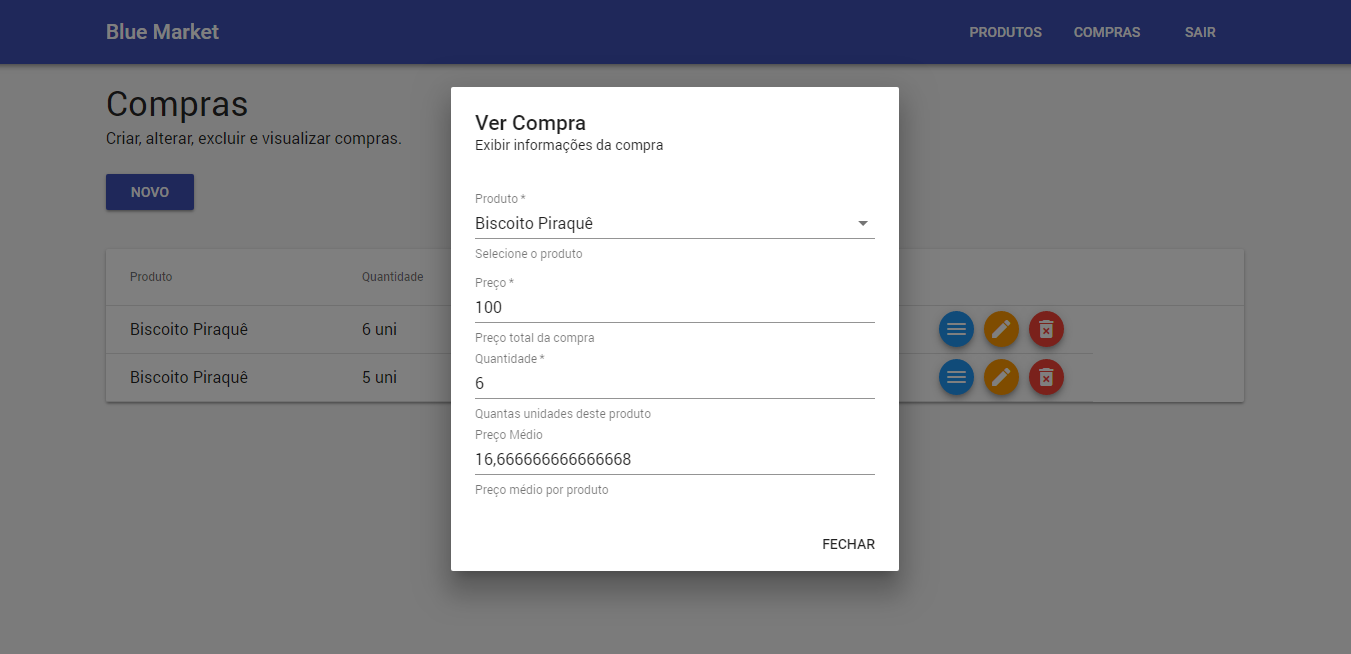 Blue Market
PRODUTOS COMPRAS SAIR
Compras
Criar, alterar, excluir e visualizar compras.
NOVO
Produto Quantidade
Biscoito Piraquê 6 uni
Biscoito Piraquê 5 uni
Ver Compra
Exibir informações da compra
Produto *
Biscoito Piraquê
Selecione o produto
Preço *
100
Preço total da compra
Quantidade *
6
Quantas unidades deste produto
Preço Médio
16,666666666666668
Preço médio por produto
FECHAR